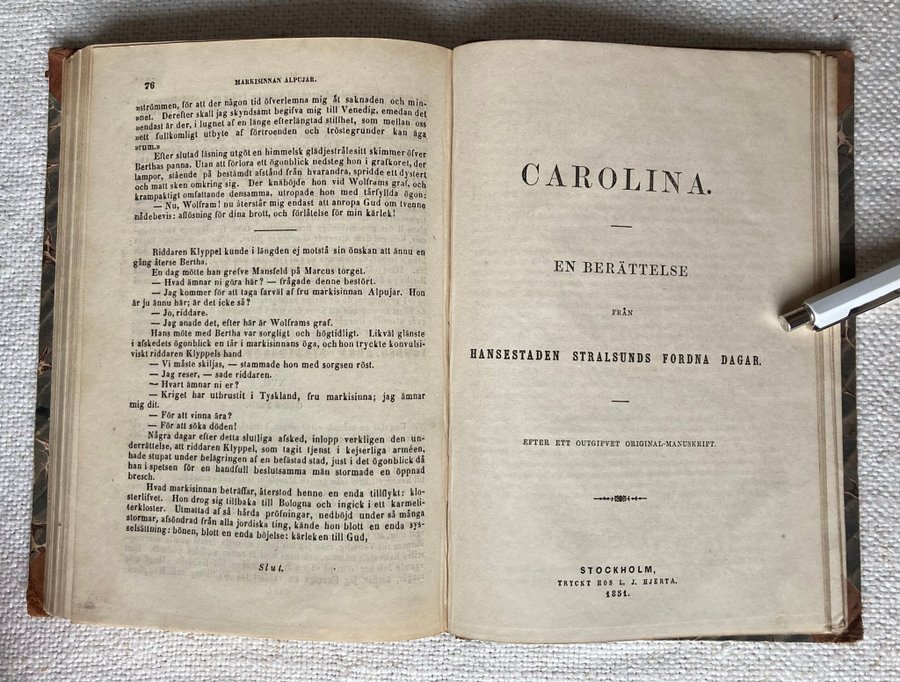 76
MARKISINNAN ALPUJAR.
»strömmen, för att der någon tid öfverlemna mig åt saknaden och min-
»net. Derefter skall jag skyndsamt begifva mig till Venedig, emedan det
»endast är der, i lugnet af en länge efterlängtad stillhet, som mellan oss
»ett fullkomligt utbyte af förtroenden och tröstegrunder kan äga
»rum.»
Efter slutad läsning utgöt en himmelsk glädjestrålesitt skimmer öfver
Berthas panna. Utan att förlora ett ögonblick nedsteg hon i grafkoret, der
lampor, stående på bestämdt afstånd från hvarandra, spridde ett dystert
och matt sken omkring sig. Der knäböjde hon vid Wolframs graf, och
krampaktigt omfattande densamma, utropade hon med tårfyllda ögon:
— Nu, Wolfram! nu återstår mig endast att anropa Gud om tvenne
nådebevis: aflösning för dina brott, och förlåtelse för min kärlek!
Riddaren Klyppel kunde i längden ej motstå sin önskan att ännu en
gång återse Bertha.
En dag mötte han grefve Mansfeld på Marcus torget.
— Hvad ämnar ni göra här? — frågade denne bestört.
— Jag kommer för att taga farväl af fru markisinnan Alpujar. Hon
är ju ännu här; är det icke så?
— Jo, riddare.
— Jag anade det, efter här är Wolframs graf.
Hans möte med Bertha var sorgligt och högtidligt. Likväl glänste
i afskedets ögonblick en tår i markisinnans öga, och hon tryckte konvulsi-
viskt riddaren Klyppels hand
— Vi måste skiljas, — stammade hon med sorgsen röst.
— Jag reser, — sade riddaren.
— Hvart ämnar ni er?
— Kriget har utbrustit i Tyskland, fru markisinna; jag ämnar
mig dit.
— För att vinna ära?
— För att söka döden!
Några dagar efter detta slutliga afsked, inlopp verkligen den un-
derrättelse, att riddaren Klyppel, som tagit tjenst i kejserliga arméen,
hade stupat under belägringen af en befästad stad, just i det ögonblick då
han i spetsen för en handfull beslutsamma män stormade en öppnad
bresch.
Hvad markisinnan beträffar, återstod henne en enda tillflykt: klo-
sterlifvet. Hon drog sig tillbaka till Bologna och ingick i ett karmeli-
terkloster. Utmattad af så hårda pröfningar, nedböjd under så många
stormar, afsöndrad från alla jordiska ting, kände hon blott en enda sys-
selsättning: bönen, blott en enda böjelse: kärleken till Gud,
Slut.
CAROLINA.
EN BERÄTTELSE
FRÅN
HANSESTADEN STRALSUNDS FORDNA DAGAR.
EFTER ETT OUTGIFVET ORIGINAL-MANUSKRIPT.
STOCKHOLM,
TRYCKT HOS L. J. HJERTA.
1851.